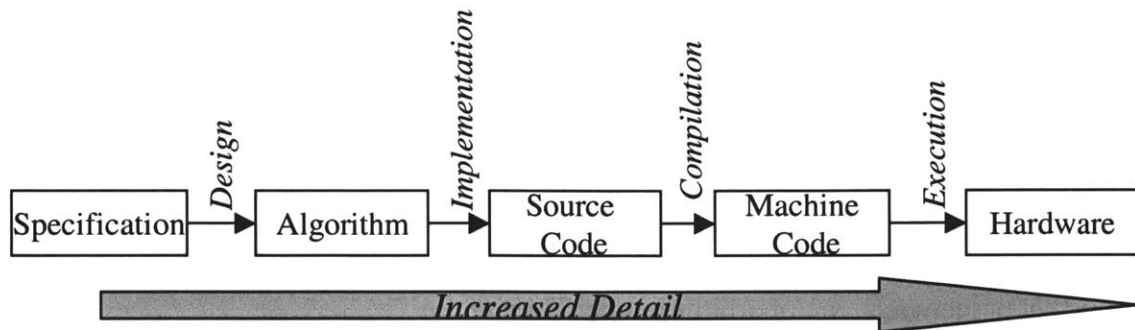 Design
Implementation
Compilation
Execution
Specification
Algorithm
Source
Code
Machine
Code
Hardware
Increased Detail